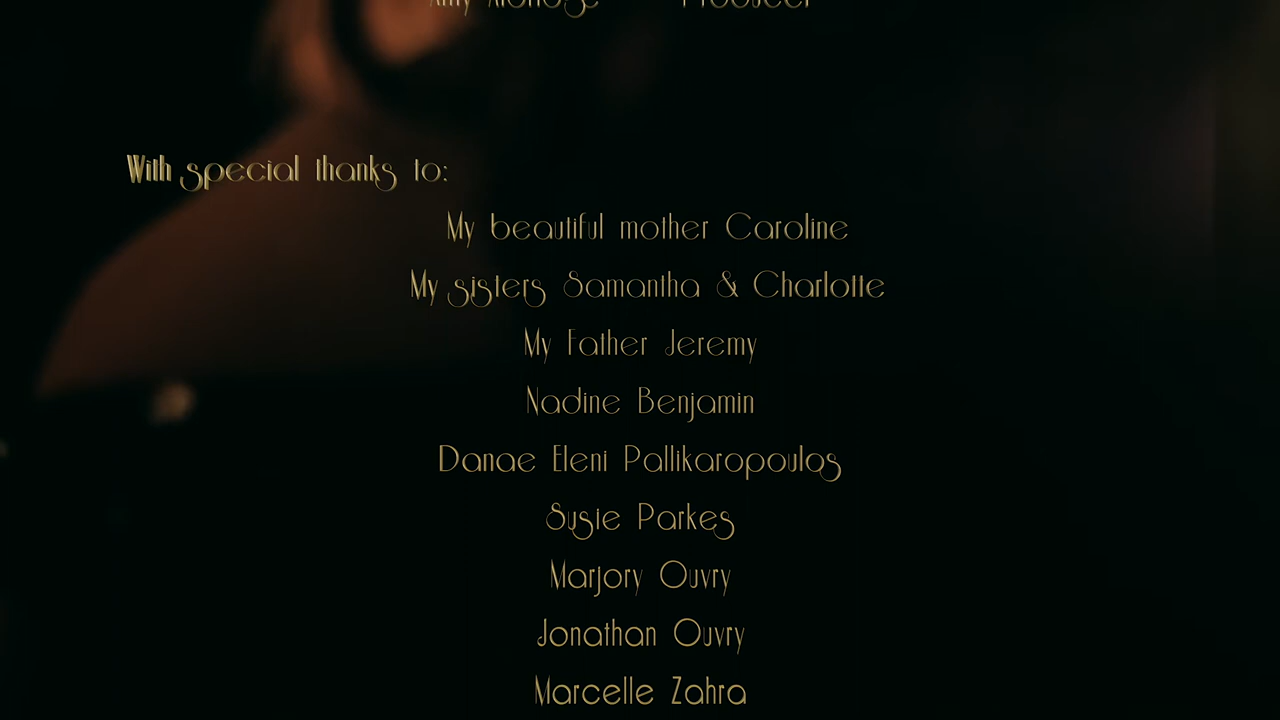 Producer
With special thanks to:
My beautiful mother Caroline
My sisters Samantha & Charlotte
My Father Jeremy
Nadine Benjamin
Danae Eleni Pallikaropoulos
Susie Parkes
Marjory Ouvry
Jonathan Ouvry
Marcelle Zahra